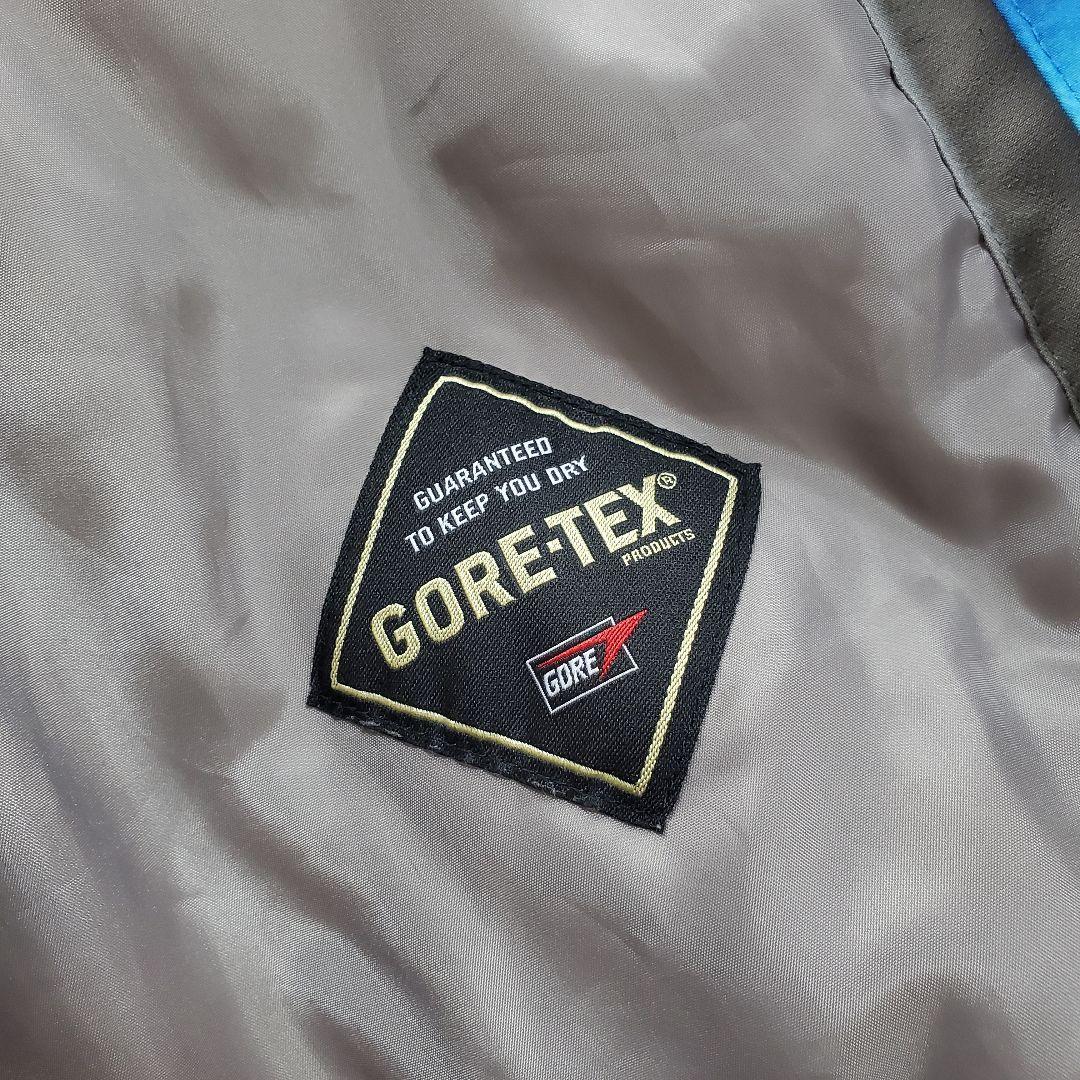 GUARANTEED
TO KEEP YOU DRY
GORE-TEX®
PRODUCTS
GORE